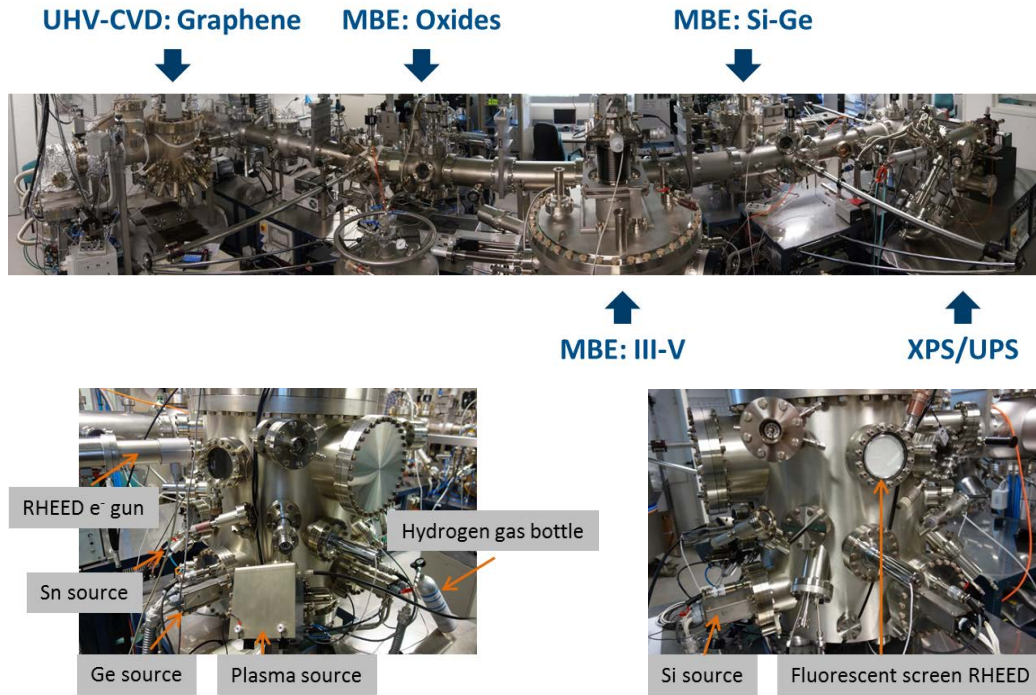 UHV-CVD: Graphene
MBE: Oxides
MBE: Si-Ge
MBE: III-V
XPS/UPS
RHEED e⁻ gun
Hydrogen gas bottle
Sn source
Ge source
Plasma source
Si source
Fluorescent screen RHEED